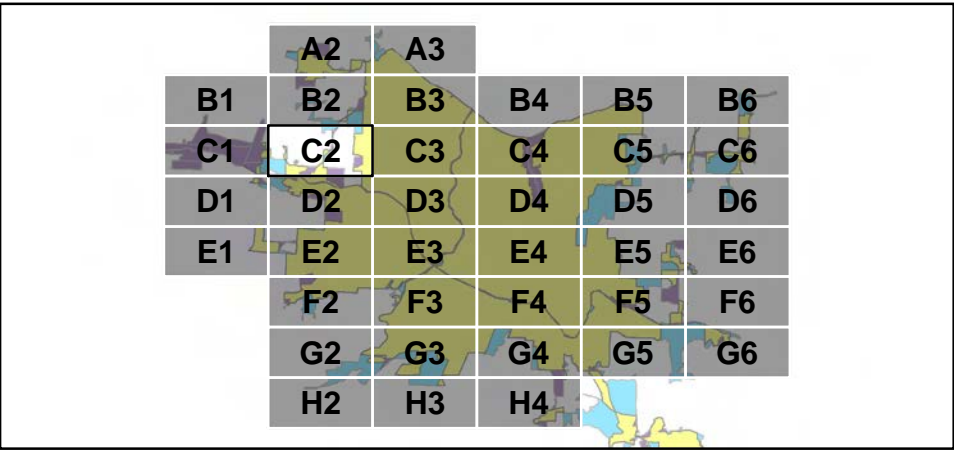 A2 A3
B1 B2 B3 B4 B5 B6
C1 C2 C3 C4 C5 C6
D1 D2 D3 D4 D5 D6
E1 E2 E3 E4 E5 E6
F2 F3 F4 F5 F6
G2 G3 G4 G5 G6
H2 H3 H4